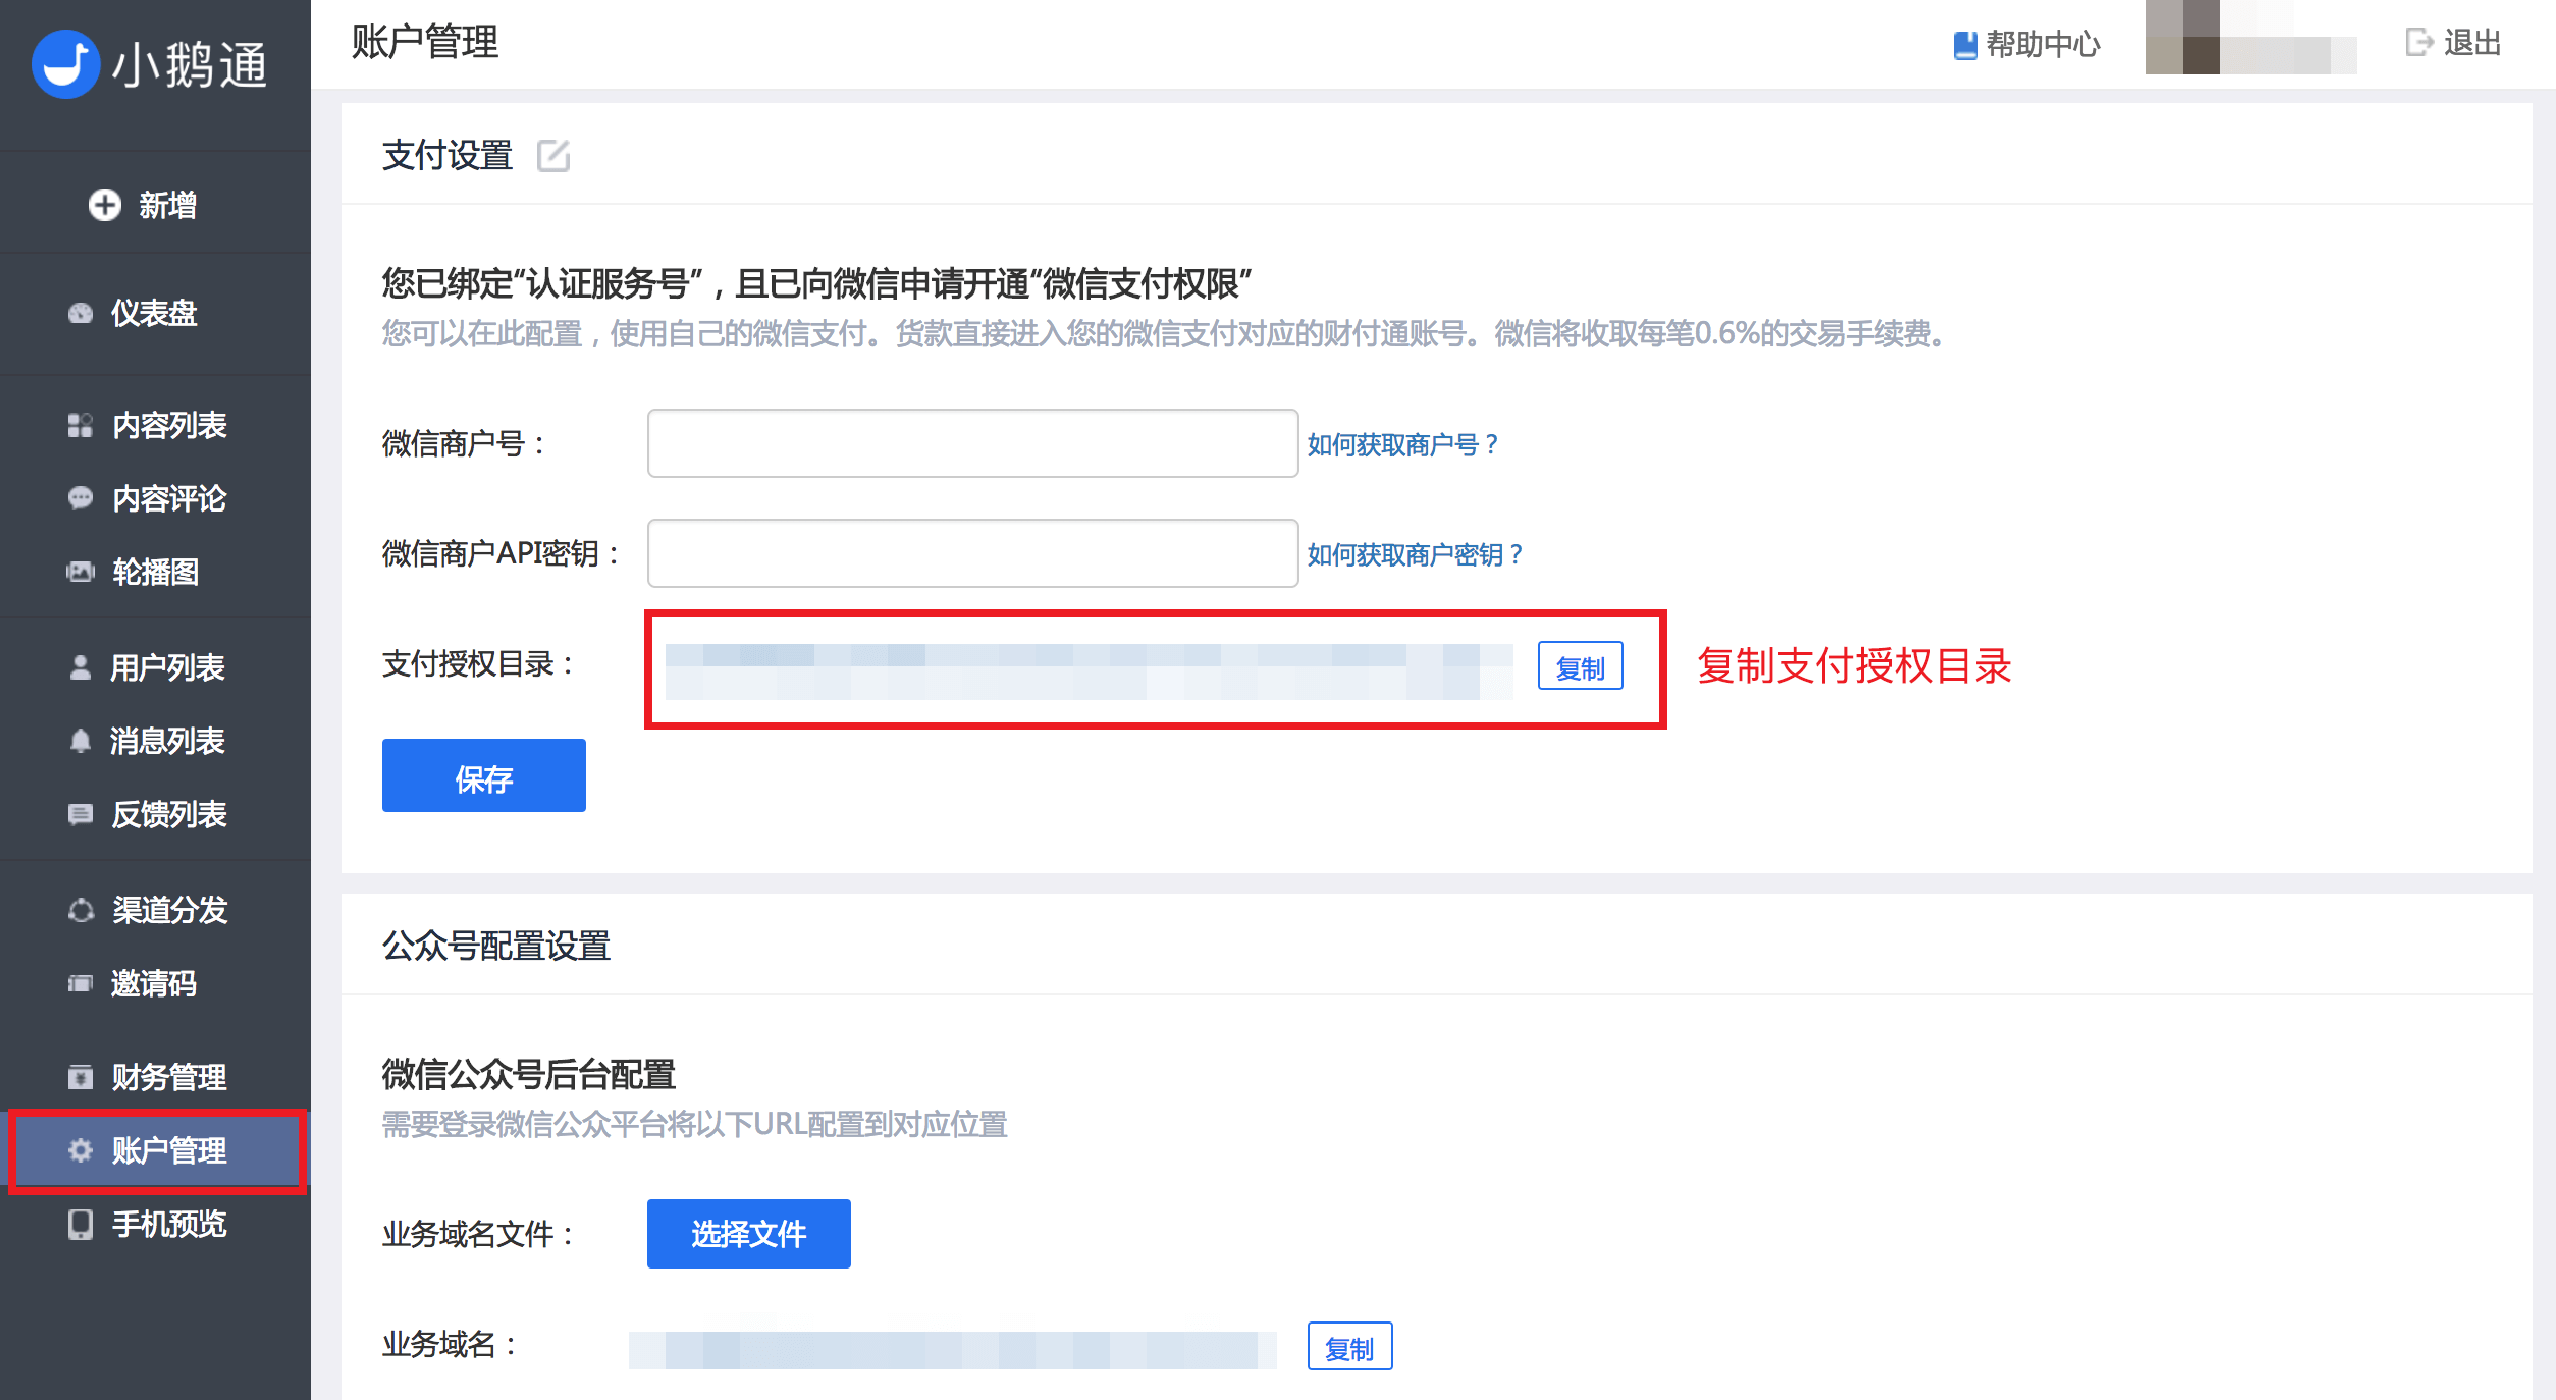 小鹅通
账户管理
帮助中心
退出
新增
仪表盘
内容列表
内容评论
轮播图
用户列表
消息列表
反馈列表
渠道分发
邀请码
财务管理
账户管理
手机预览
支付设置
您已绑定“认证服务号”，且已向微信申请开通“微信支付权限”
您可以在此配置，使用自己的微信支付。货款直接进入您的微信支付对应的财付通账号。微信将收取每笔0.6%的交易手续费。
微信商户号： 如何获取商户号？
微信商户API密钥： 如何获取商户密钥？
支付授权目录： 复制 复制支付授权目录
保存
公众号配置设置
微信公众号后台配置
需要登录微信公众平台将以下URL配置到对应位置
业务域名文件： 选择文件
业务域名： 复制